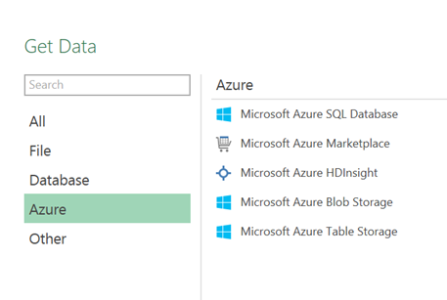 Get Data
Search
All
File
Database
Azure
Other
Azure
Microsoft Azure SQL Database
Microsoft Azure Marketplace
Microsoft Azure HDInsight
Microsoft Azure Blob Storage
Microsoft Azure Table Storage